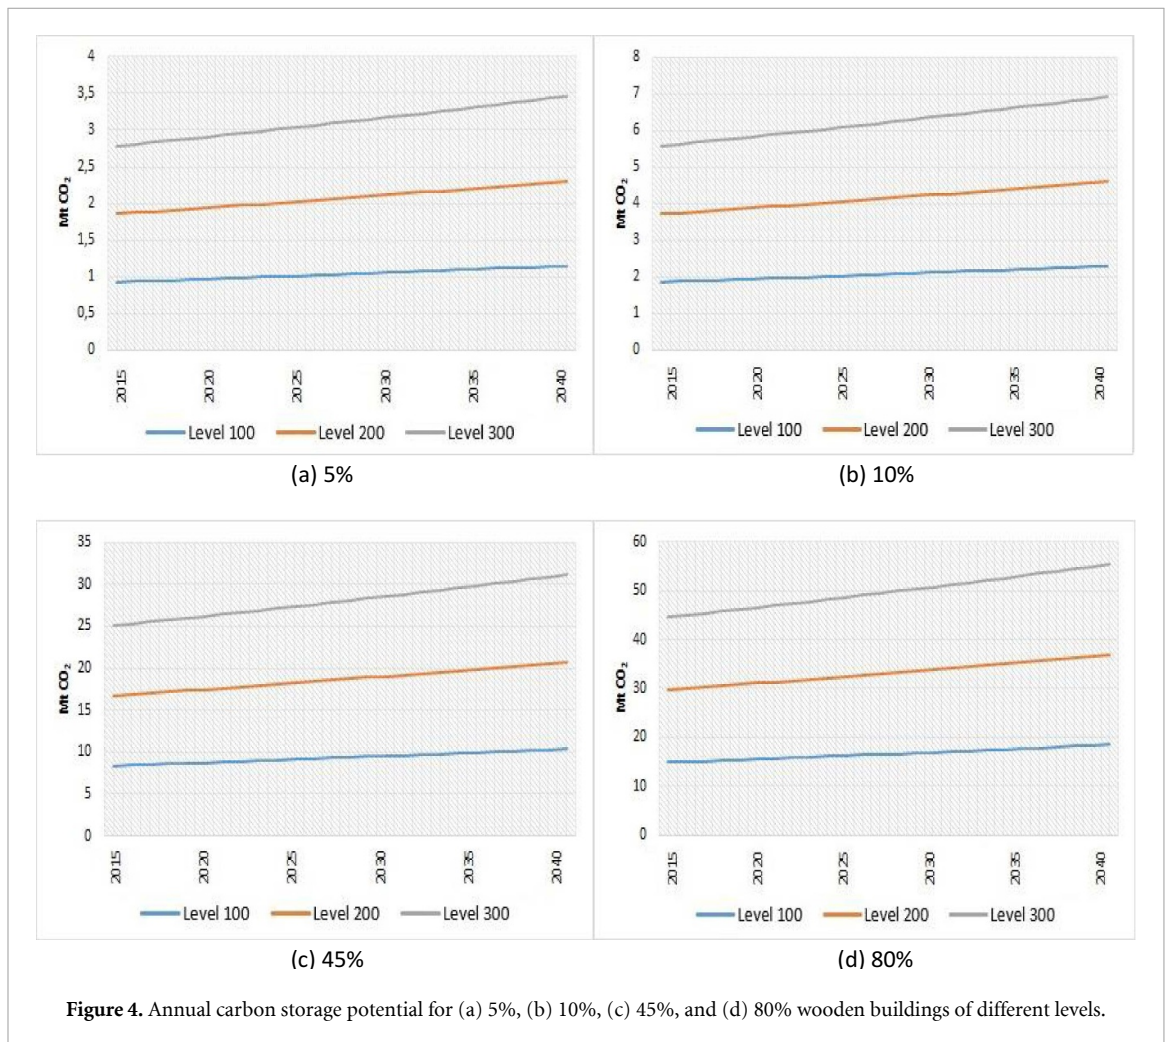 4
3,5
3
2,5
2
1,5
1
0,5
0
Mt CO₂
2015 2020 2025 2030 2035 2040
Level 100 Level 200 Level 300
(a) 5%
8
7
6
5
4
3
2
1
0
Mt CO₂
2015 2020 2025 2030 2035 2040
Level 100 Level 200 Level 300
(b) 10%
35
30
25
20
15
10
5
0
Mt CO₂
2015 2020 2025 2030 2035 2040
Level 100 Level 200 Level 300
(c) 45%
60
50
40
30
20
10
0
Mt CO₂
2015 2020 2025 2030 2035 2040
Level 100 Level 200 Level 300
(d) 80%
Figure 4. Annual carbon storage potential for (a) 5%, (b) 10%, (c) 45%, and (d) 80% wooden buildings of different levels.